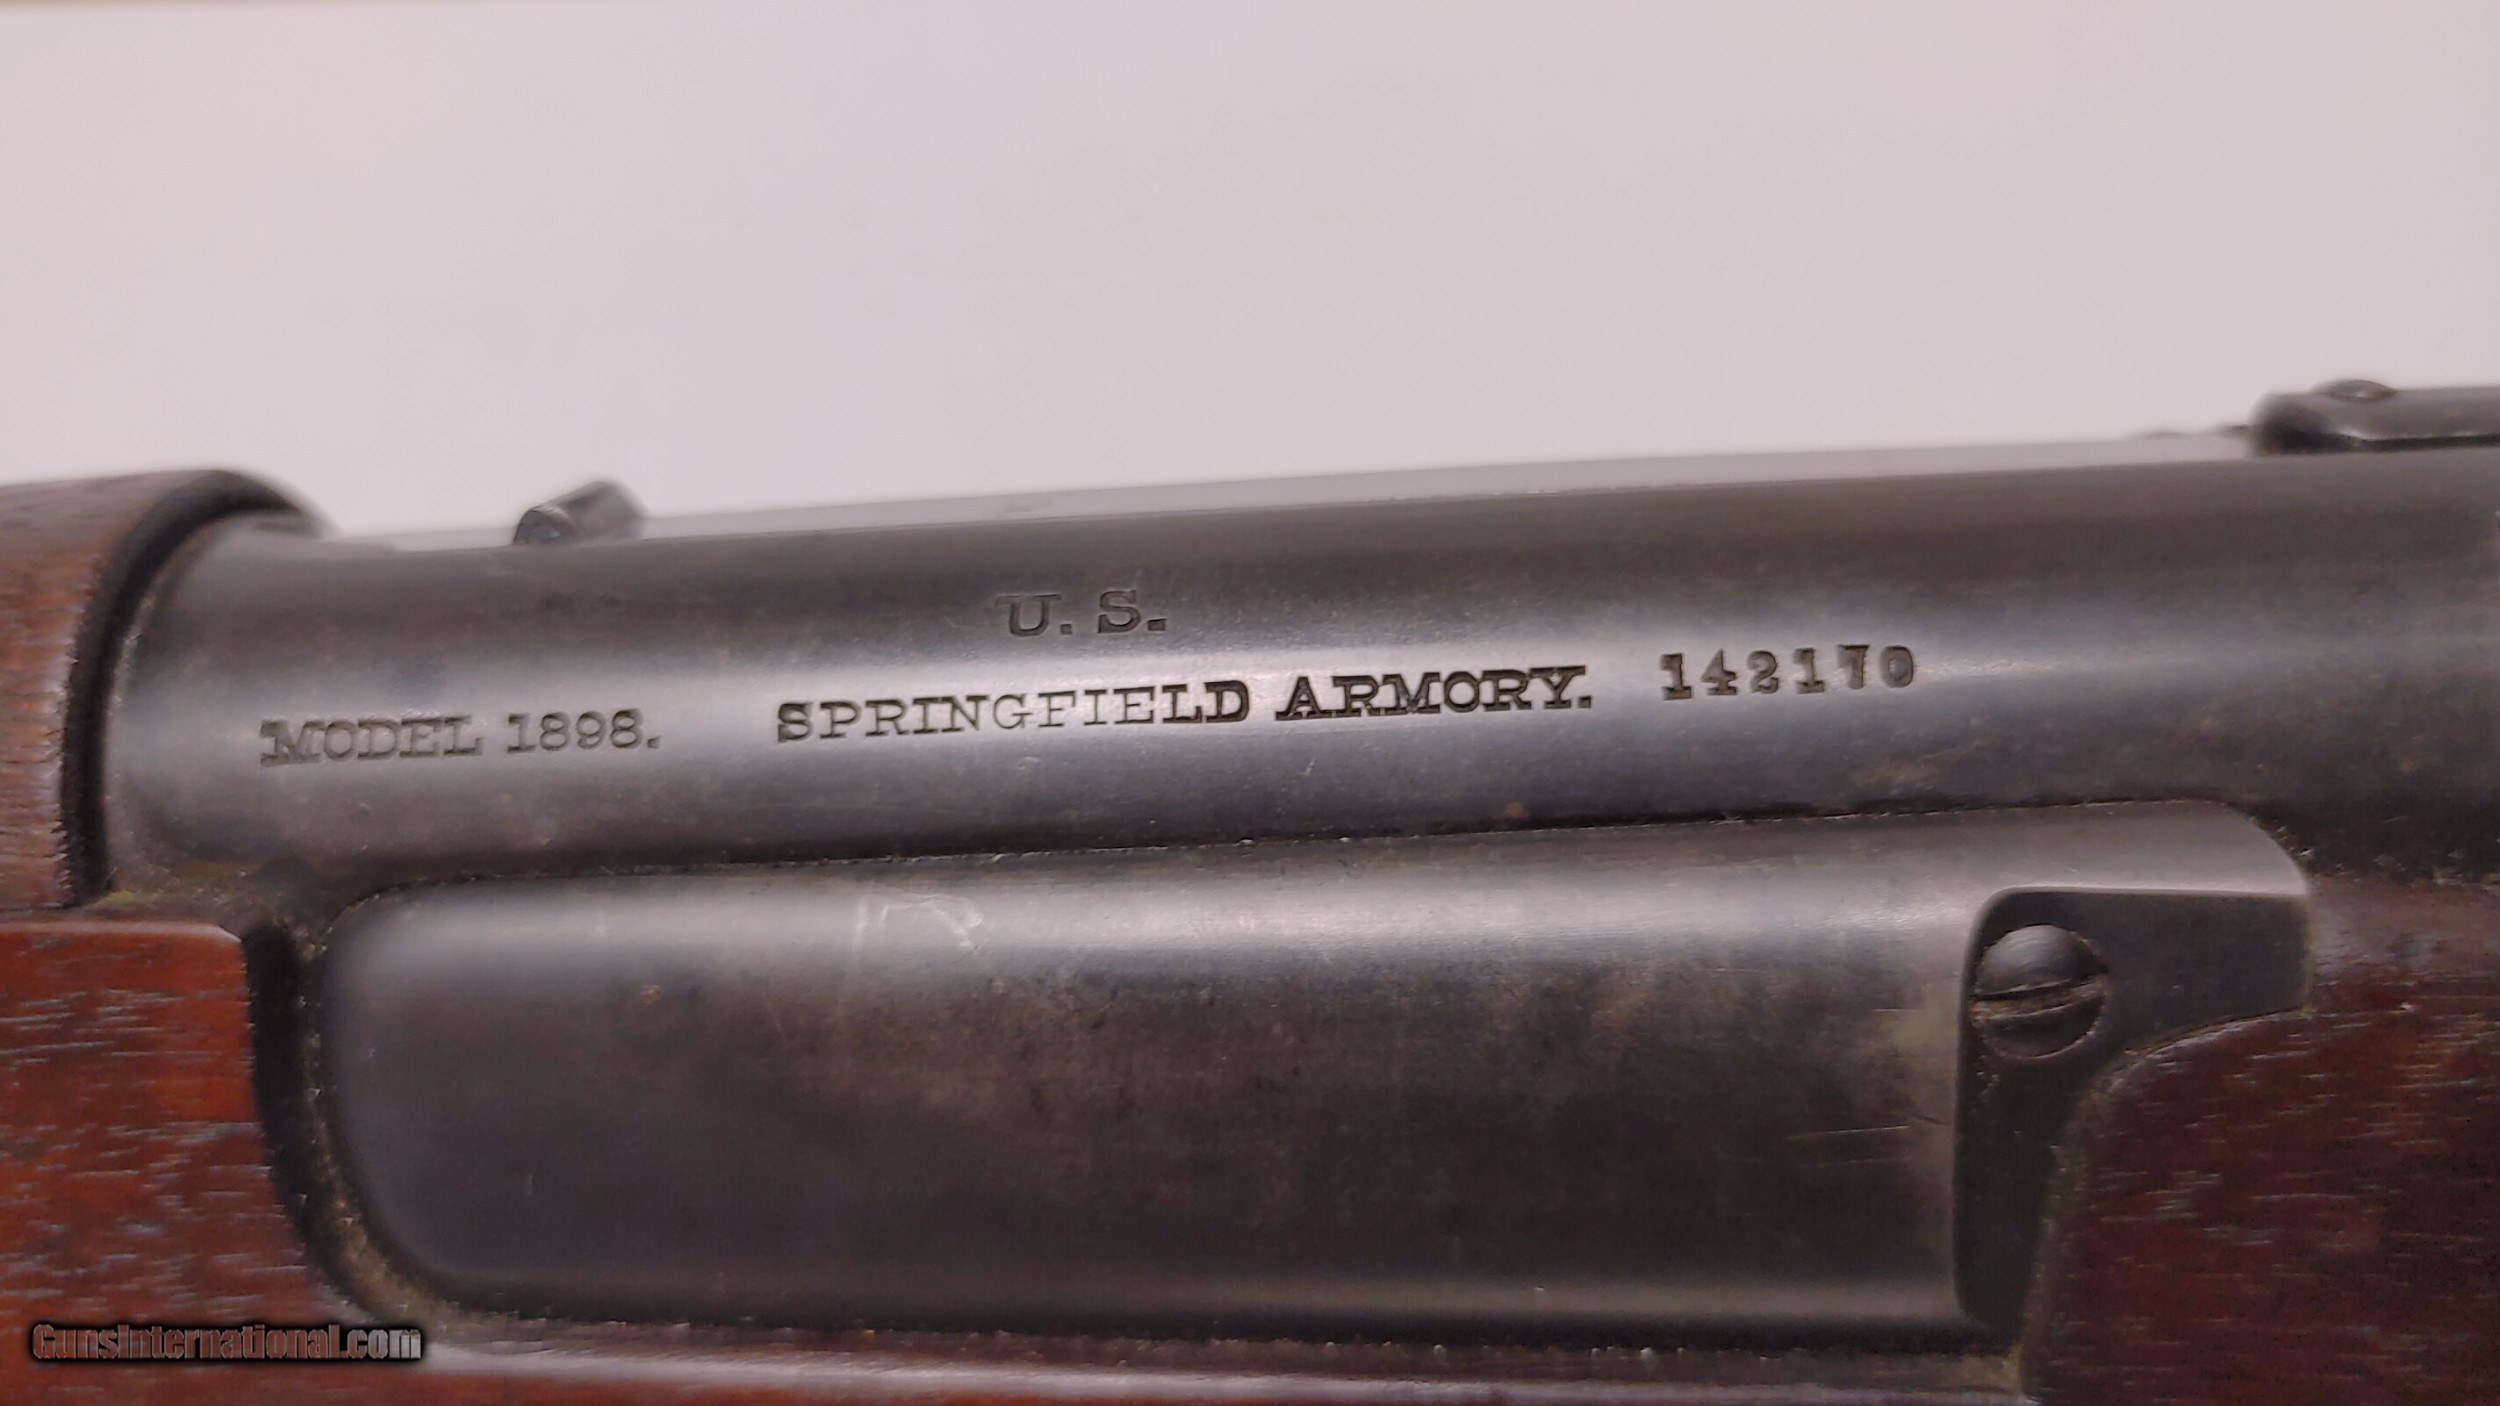 U. S.
MODEL 1898. SPRINGFIELD ARMORY. 142170
GunsInternational.com